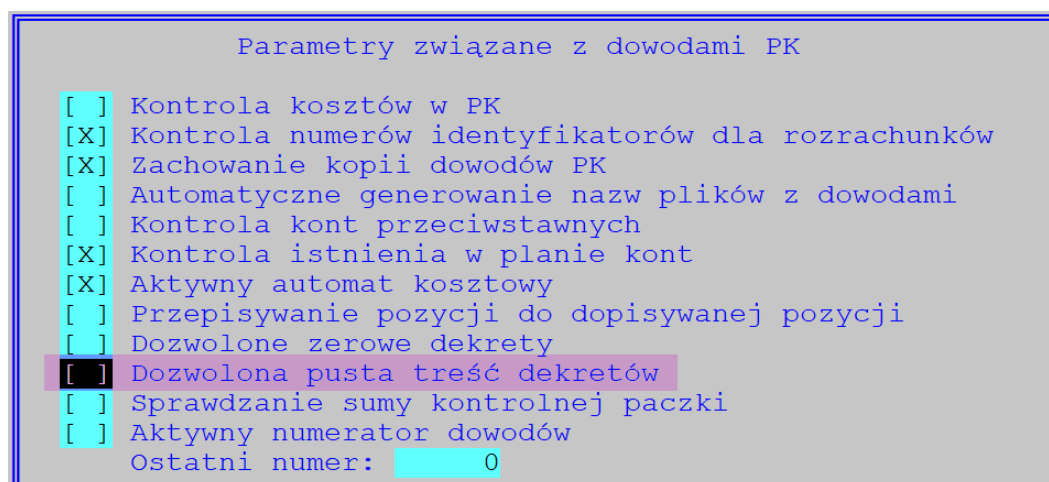 Parametry związane z dowodami PK
[ ] Kontrola kosztów w PK
[X] Kontrola numerów identyfikatorów dla rozrachunków
[X] Zachowanie kopii dowodów PK
[ ] Automatyczne generowanie nazw plików z dowodami
[ ] Kontrola kont przeciwstawnych
[X] Kontrola istnienia w planie kont
[X] Aktywny automat kosztowy
[ ] Przepisywanie pozycji do dopisywanej pozycji
[ ] Dozwolone zerowe dekrety
[ ] Dozwolona pusta treść dekretów
[ ] Sprawdzanie sumy kontrolnej paczki
[ ] Aktywny numerator dowodów
Ostatni numer: 0